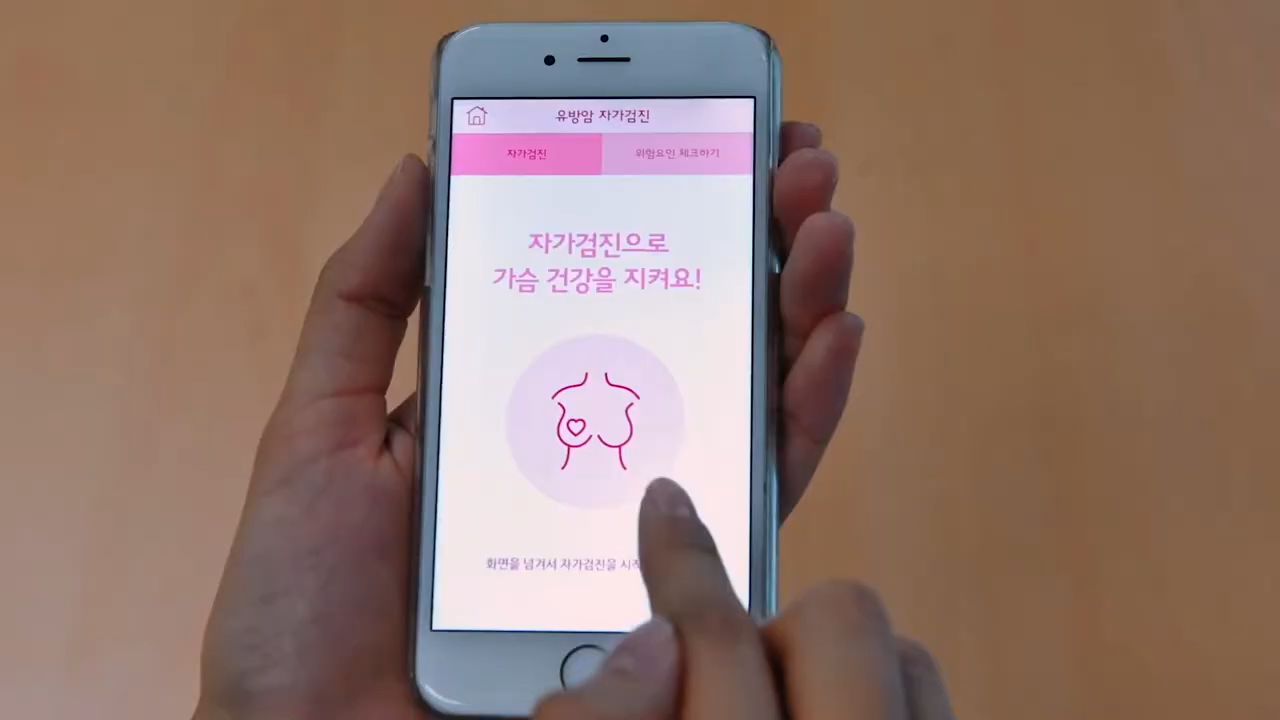 유방암 자가검진
자가검진
위험요인 체크하기
자가검진으로
가슴 건강을 지켜요!
화면을 넘겨서 자가검진을